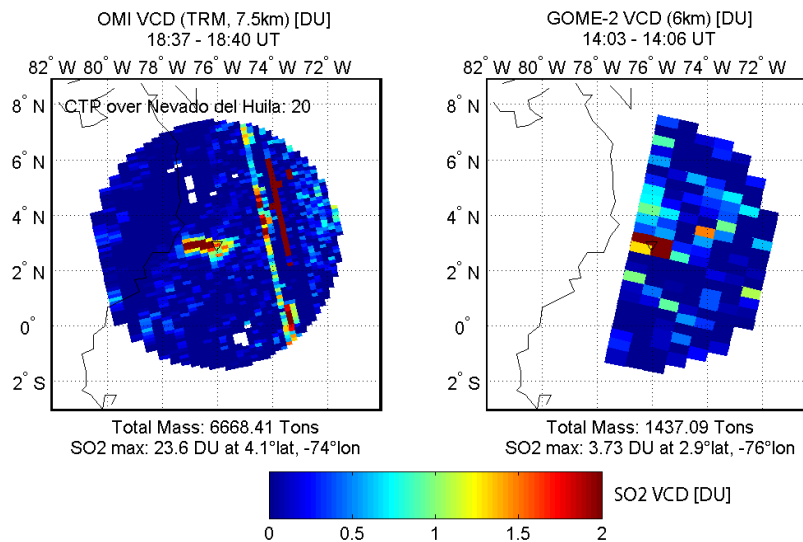 OMI VCD (TRM, 7.5km) [DU]
18:37 - 18:40 UT
82° W 80° W 78° W 76° W 74° W 72° W
8° N
6° N
4° N
2° N
0°
2° S
CTP over Nevado del Huila: 20
Total Mass: 6668.41 Tons
SO2 max: 23.6 DU at 4.1°lat, -74°lon
GOME-2 VCD (6km) [DU]
14:03 - 14:06 UT
82° W 80° W 78° W 76° W 74° W 72° W
8° N
6° N
4° N
2° N
0°
2° S
Total Mass: 1437.09 Tons
SO2 max: 3.73 DU at 2.9°lat, -76°lon
SO2 VCD [DU]
0 0.5 1 1.5 2